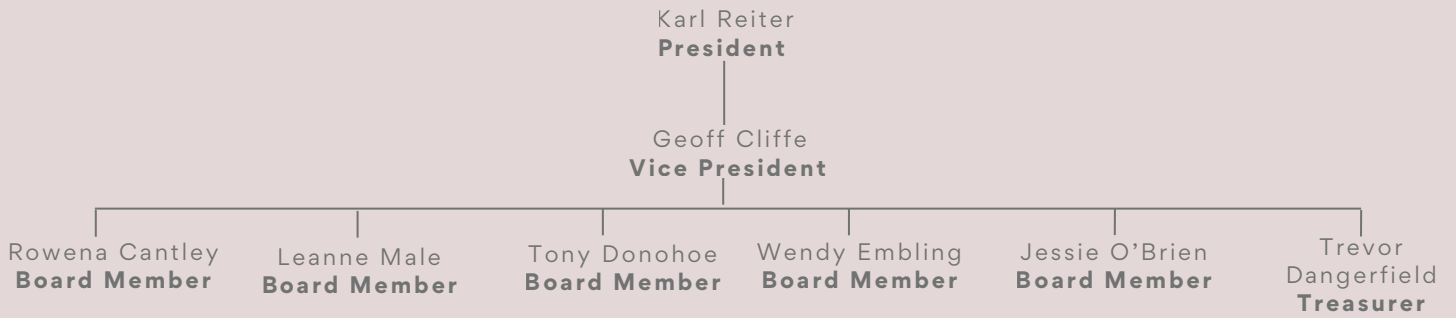 Karl Reiter
President
Geoff Cliffe
Vice President
Rowena Cantley
Board Member
Leanne Male
Board Member
Tony Donohoe
Board Member
Wendy Embling
Board Member
Jessie O’Brien
Board Member
Trevor
Dangerfield
Treasurer